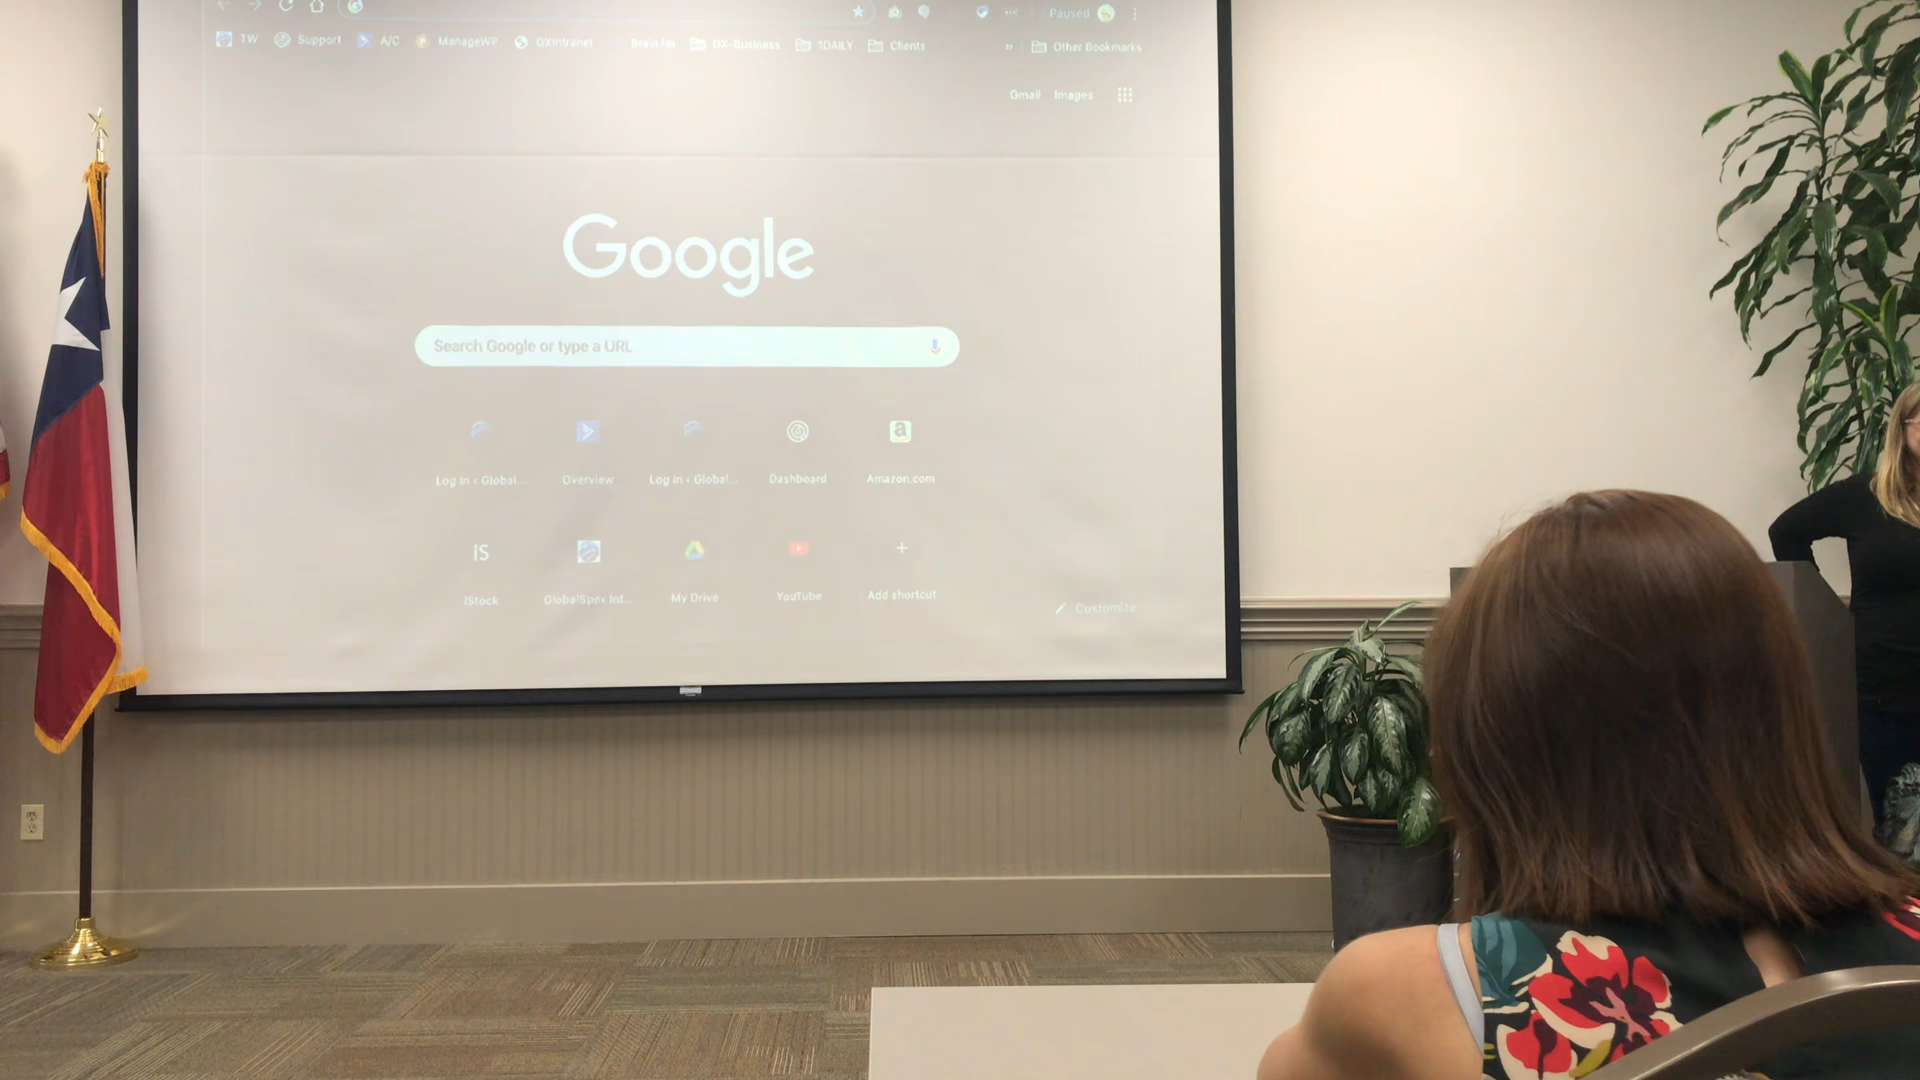 Paused
TW Support A/C ManageWP GXIntranet Brain.fm GX-Business 1DAILY Clients » Other Bookmarks
Gmail Images
Google
Search Google or type a URL
Log In ‹ Global... Overview Log In ‹ Global... Dashboard Amazon.com
iS
iStock GlobalSpex Int... My Drive YouTube Add shortcut
Customize